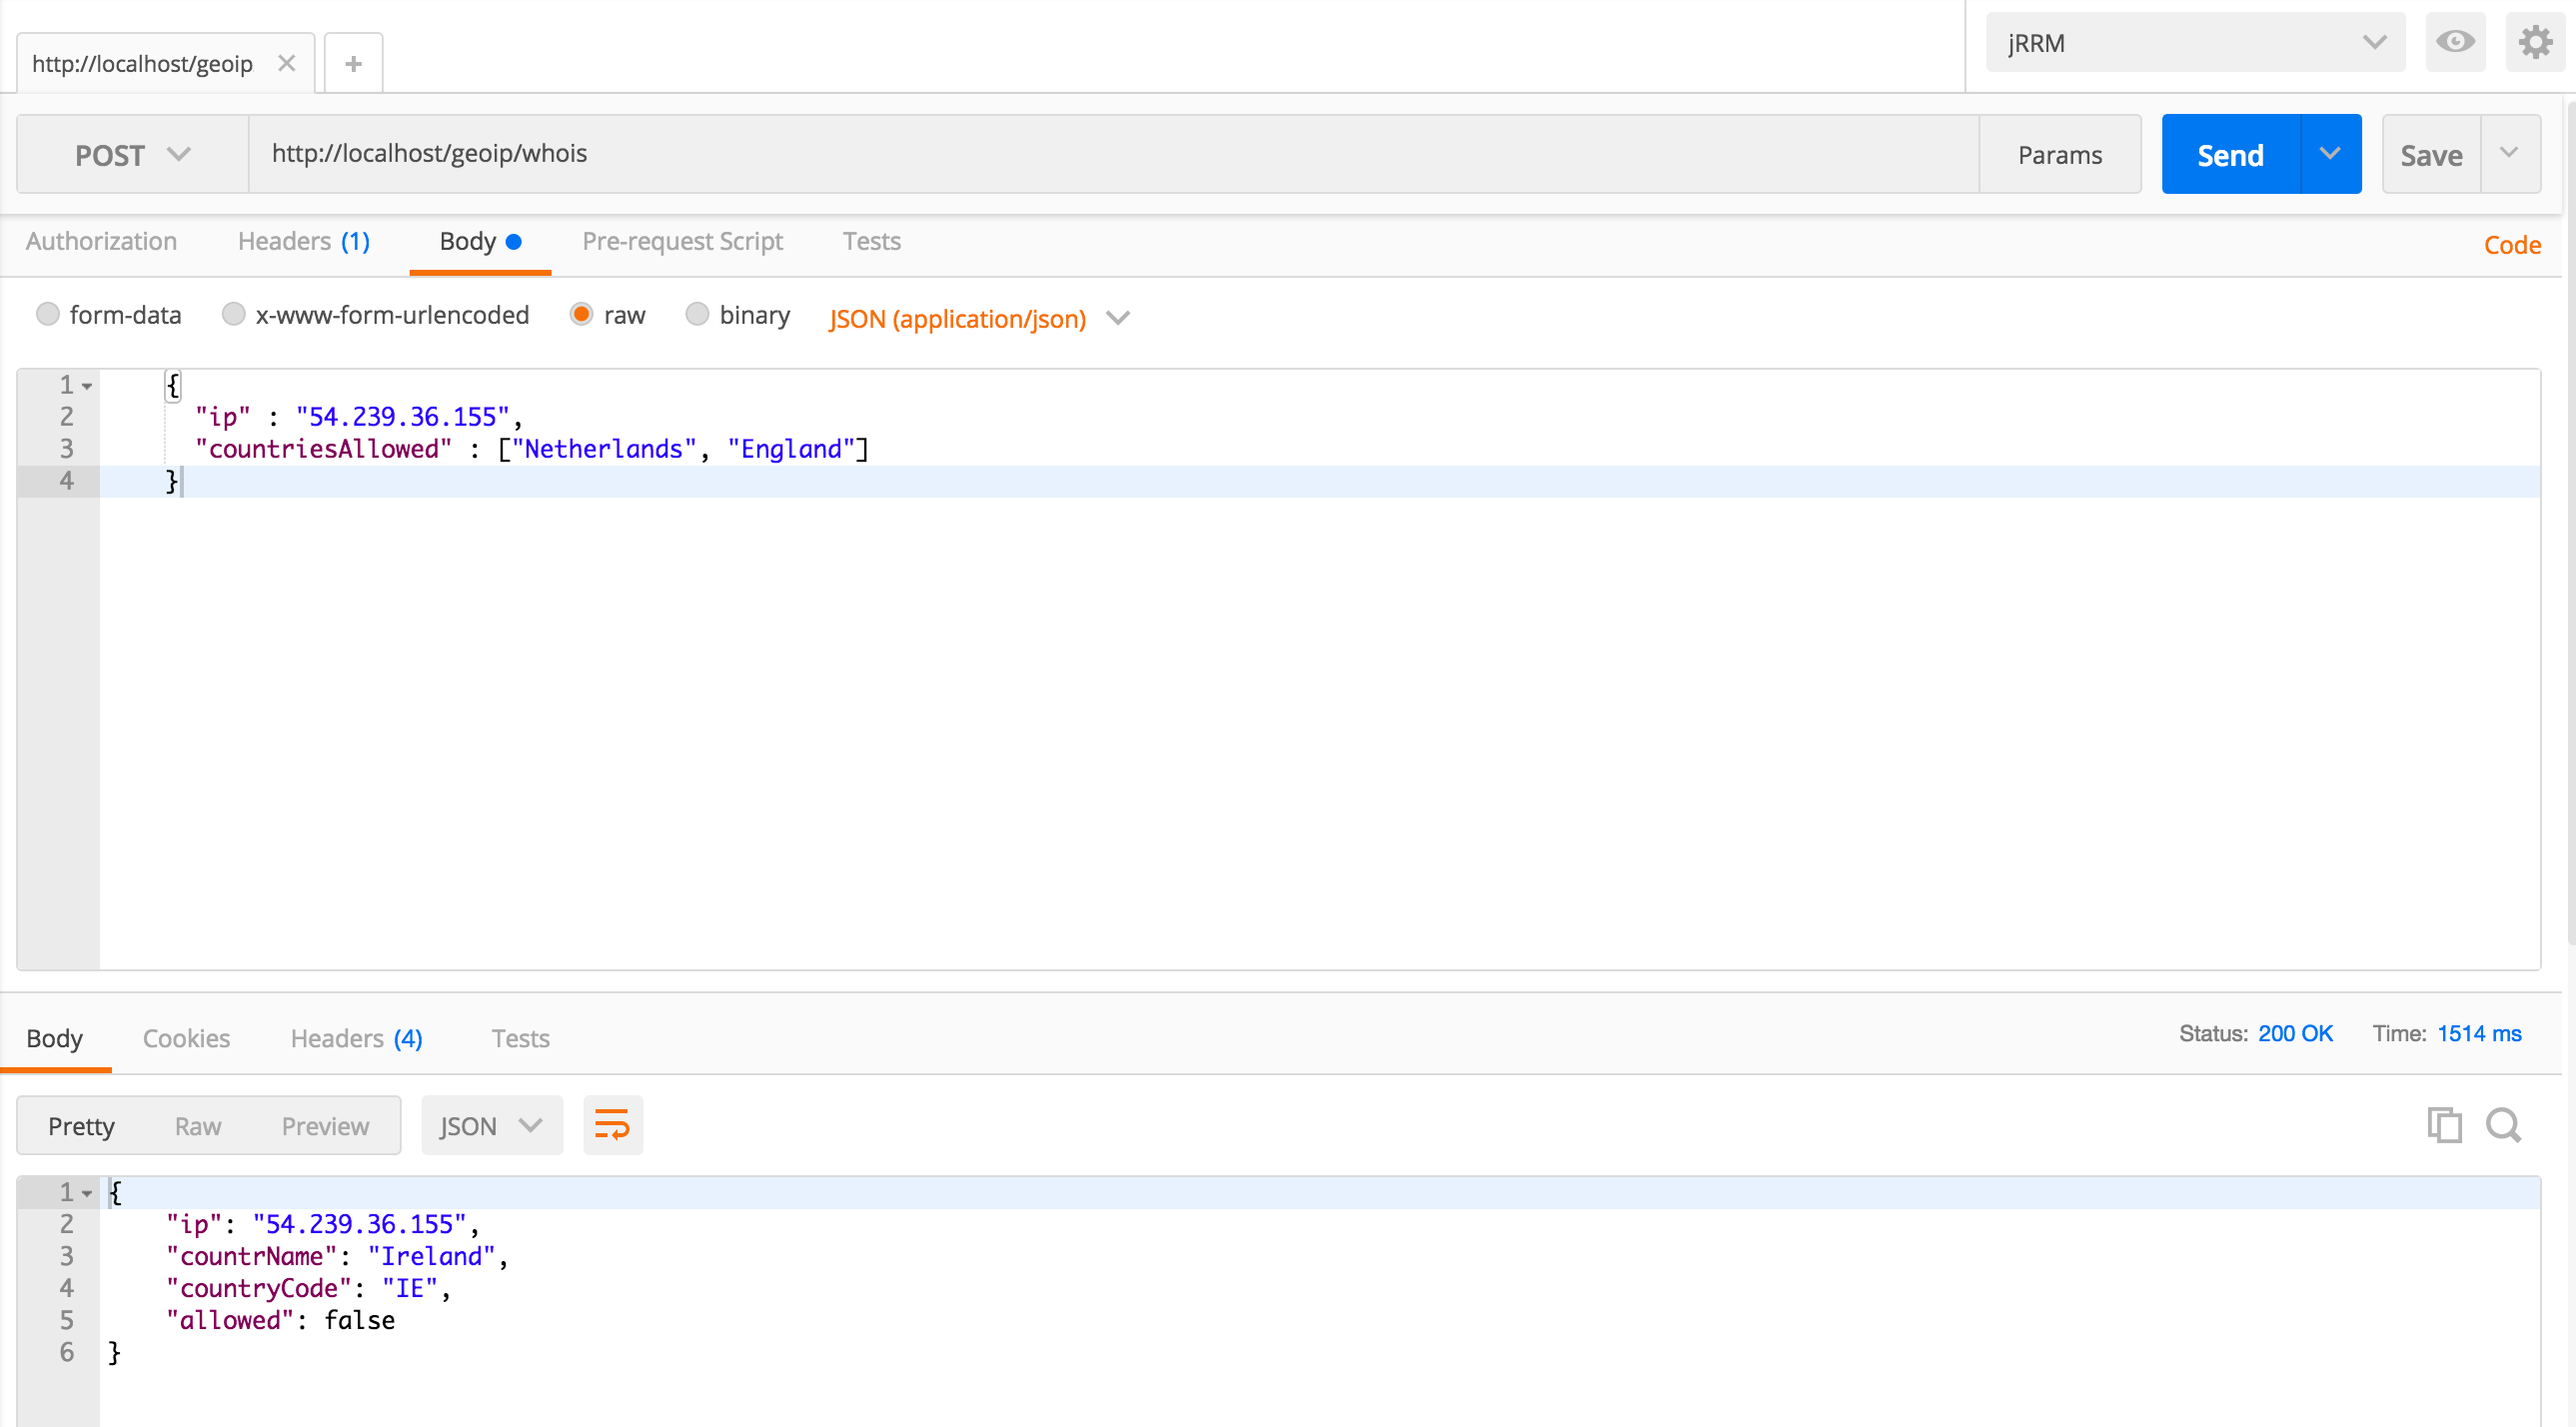 http://localhost/geoip
+
jRRM
POST
http://localhost/geoip/whois
Params
Send
Save
Authorization
Headers (1)
Body
Pre-request Script
Tests
Code
form-data
x-www-form-urlencoded
raw
binary
JSON (application/json)
1 {
2 "ip" : "54.239.36.155",
3 "countriesAllowed" : ["Netherlands", "England"]
4 }
Body
Cookies
Headers (4)
Tests
Status: 200 OK
Time: 1514 ms
Pretty
Raw
Preview
JSON
1 {
2 "ip": "54.239.36.155",
3 "countrName": "Ireland",
4 "countryCode": "IE",
5 "allowed": false
6 }